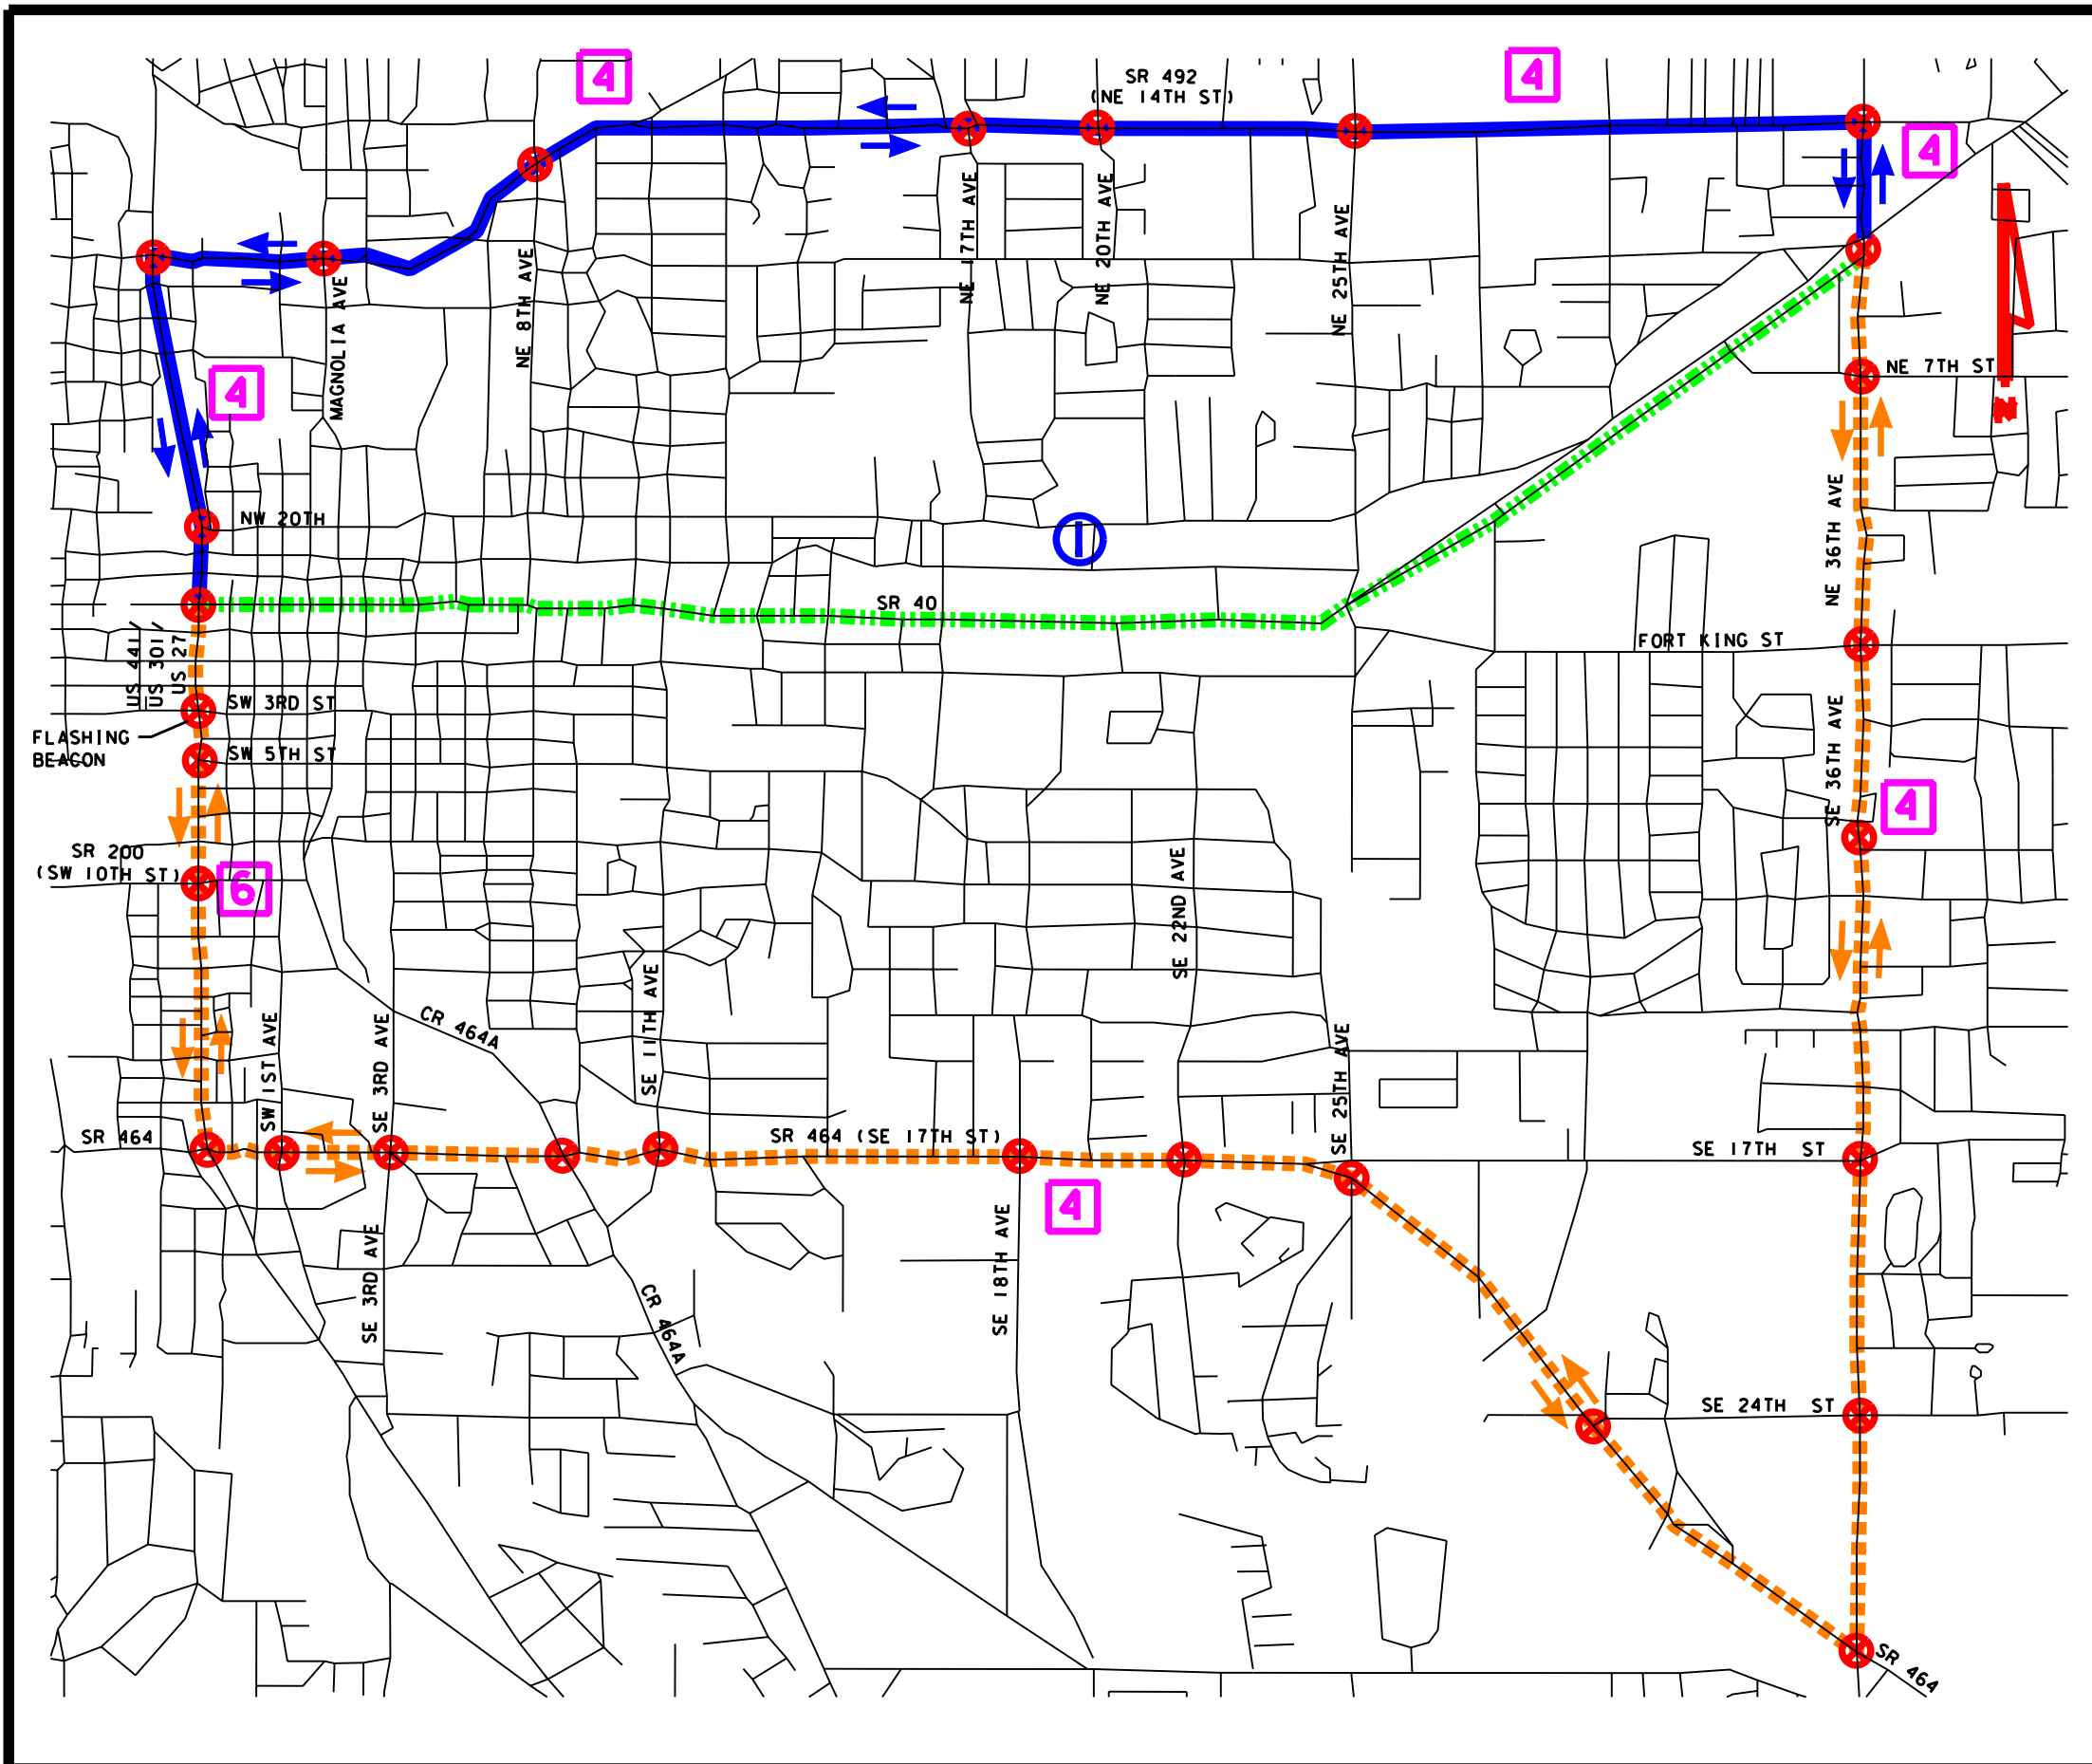 4
4
SR 492
(NE 14TH ST)
4
NE 17TH AVE
NE 20TH AVE
NE 25TH AVE
NE 8TH AVE
MAGNOLIA AVE
4
NE 7TH ST
N
NW 20TH
1
NE 36TH AVE
SR 40
US 441/
US 301/
US 27
FORT KING ST
SW 3RD ST
FLASHING
BEACON
SW 5TH ST
SE 36TH AVE
4
SR 200
(SW 10TH ST)
6
SE 22ND AVE
SW 1ST AVE
SE 3RD AVE
CR 464A
SE 11TH AVE
SE 25TH AVE
SR 464
SR 464 (SE 17TH ST)
SE 17TH ST
4
SE 3RD AVE
SE 18TH AVE
CR 464A
SE 24TH ST
SR 464